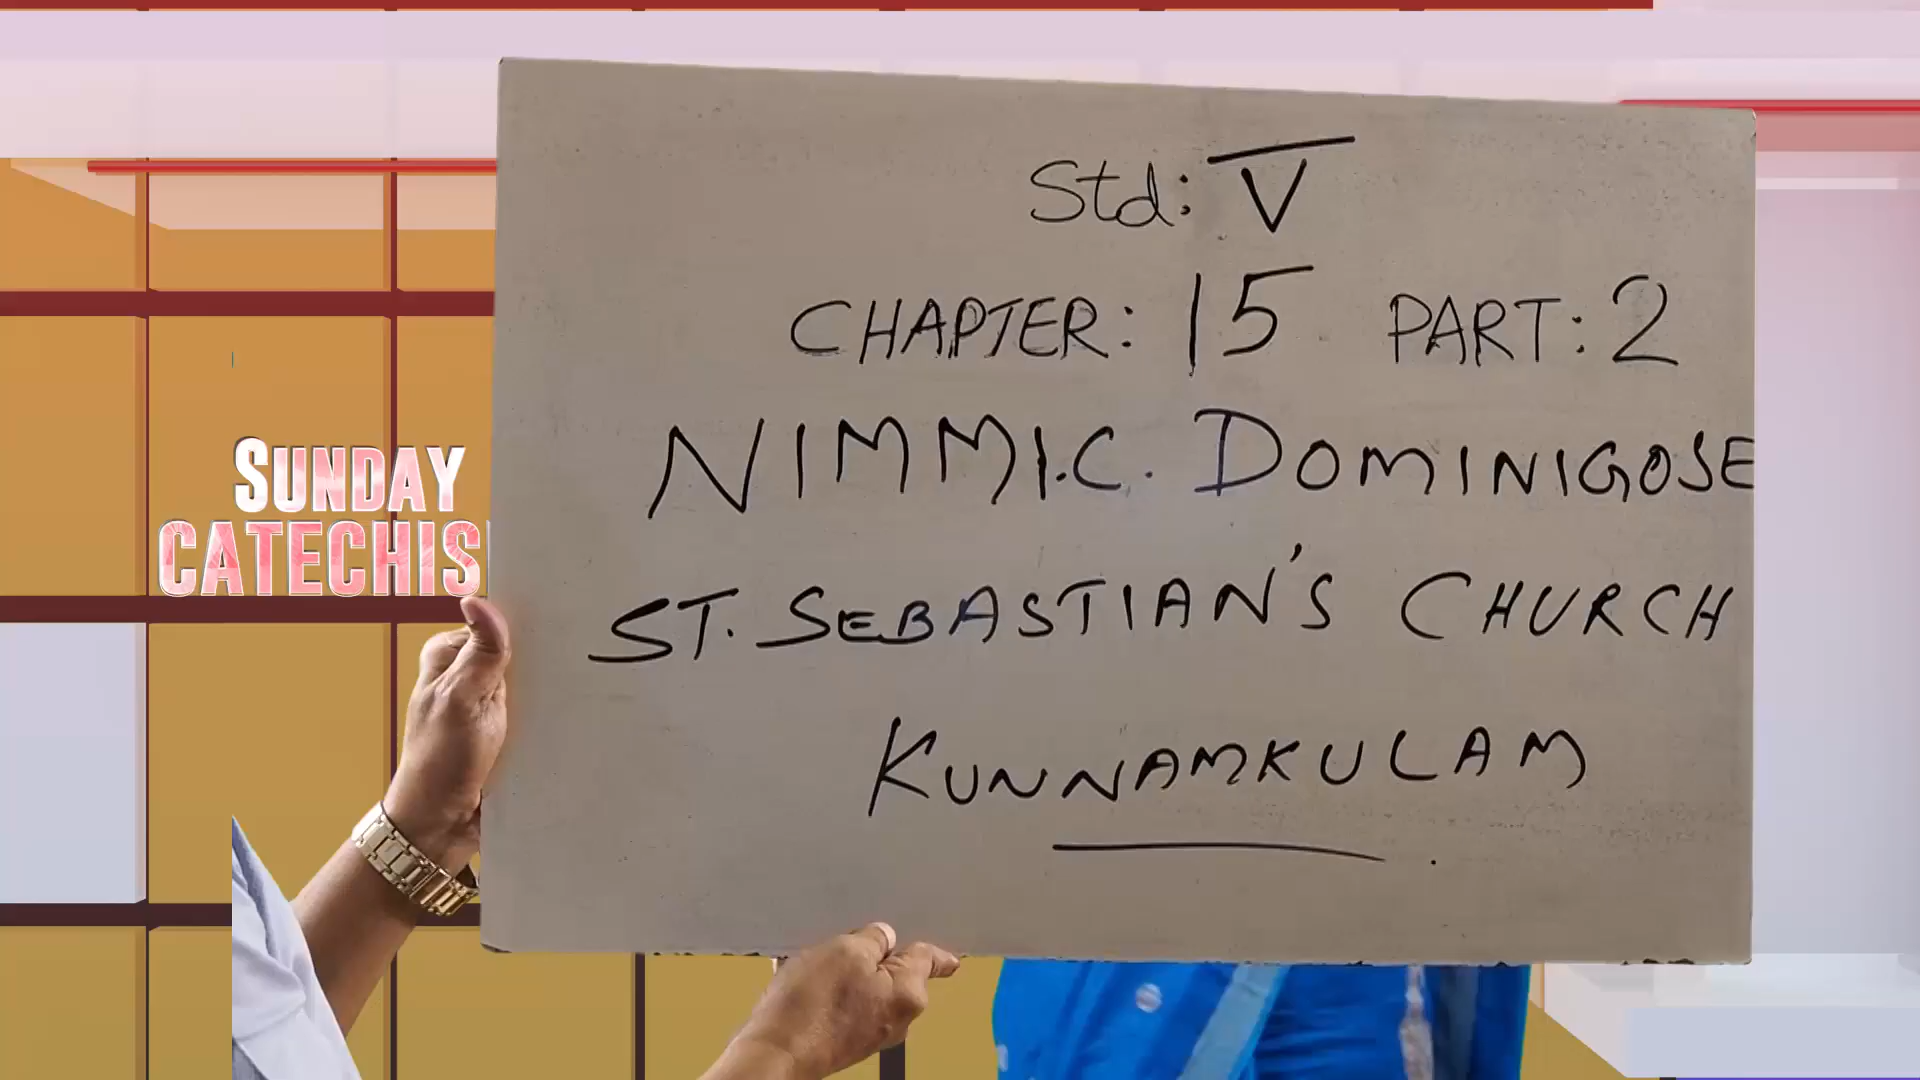 Std: V
CHAPTER: 15 PART: 2
NIMMI.C. DOMINIGOSE
ST. SEBASTIAN'S CHURCH
KUNNAMKULAM
SUNDAY
CATECHIS